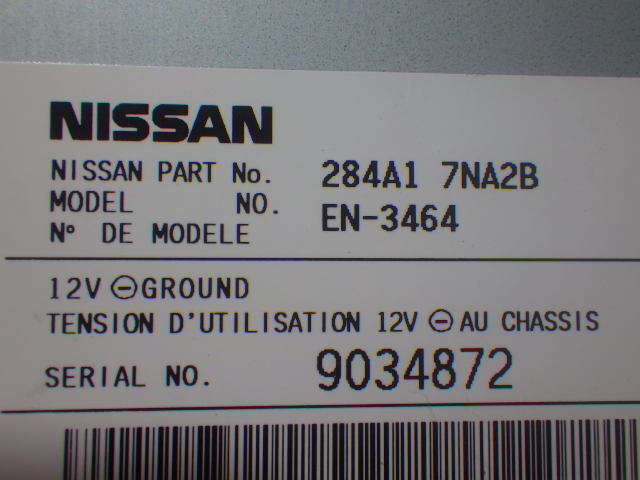 NISSAN
NISSAN PART No. 284A1 7NA2B
MODEL NO. EN-3464
N° DE MODELE
12V ⊖ GROUND
TENSION D'UTILISATION 12V ⊖ AU CHASSIS
SERIAL NO. 9034872